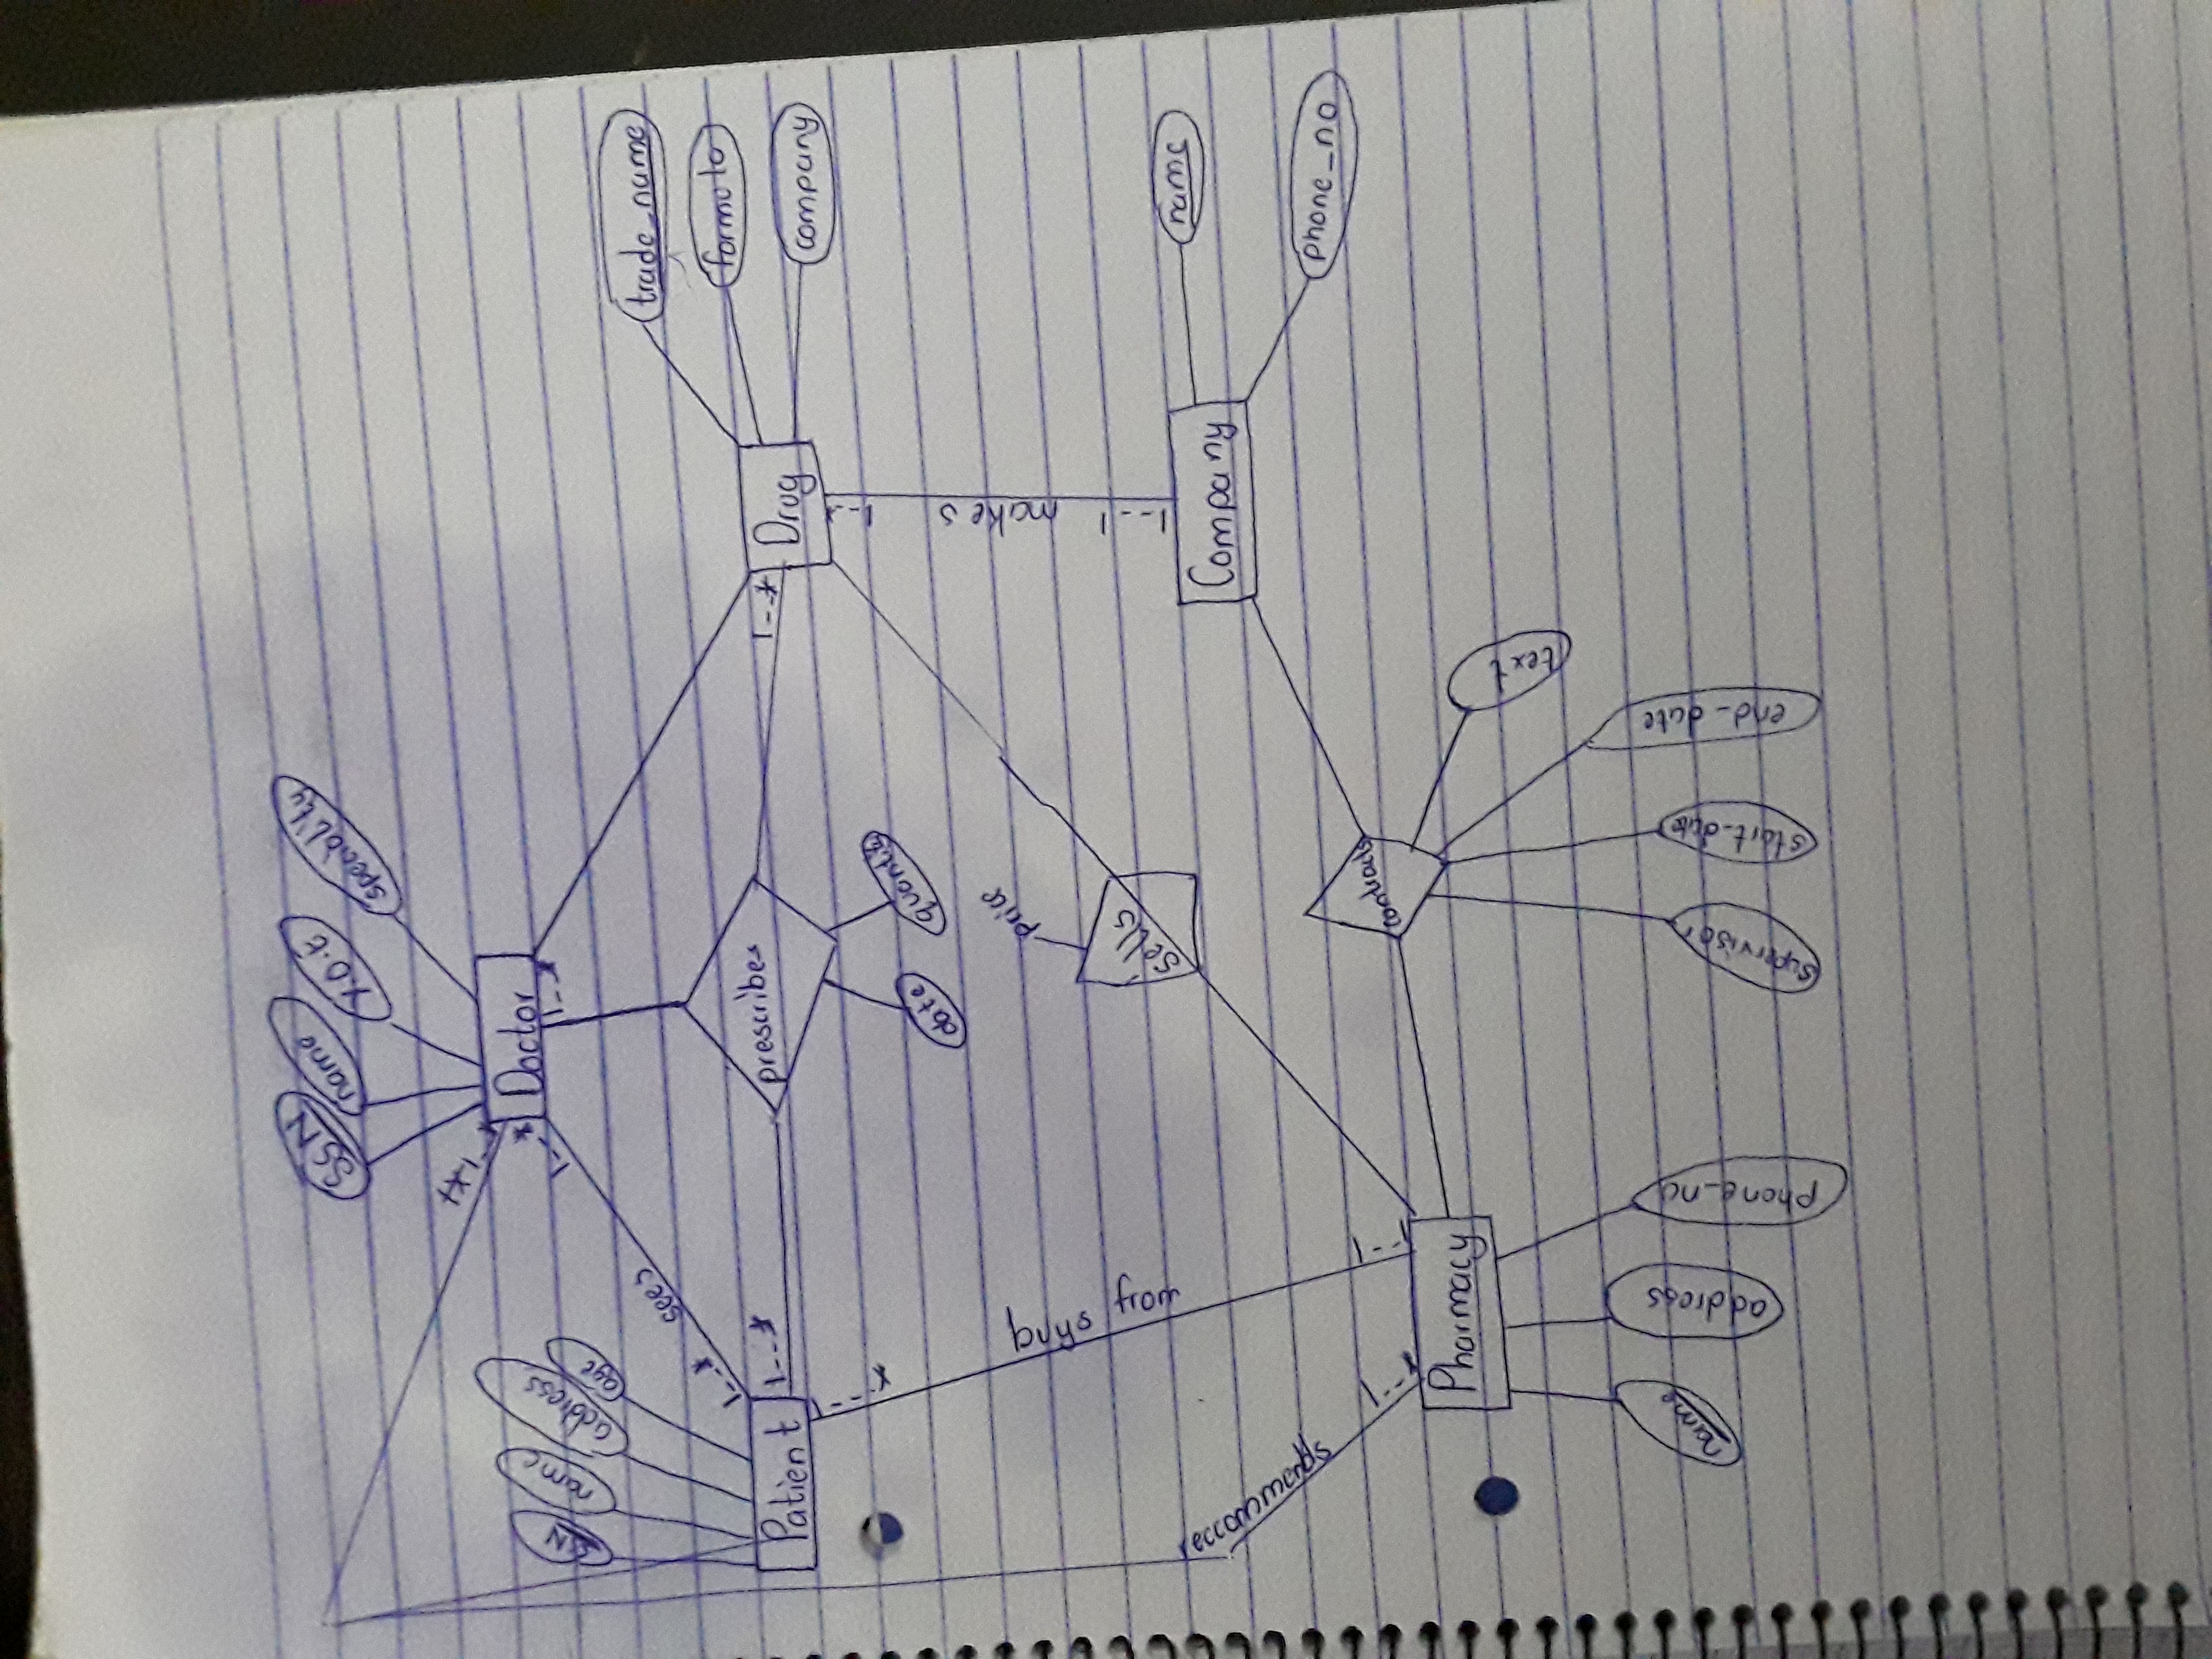 SSN
name
address
age
Patient
1--*
sees
1--*
SSN
name
Y.O.E
speciality
Doctor
1--*
1--*
prescribes
date
quantity
1--*
Drug
trade_name
company
1--
makes
1--1
Company
name
phone_no
sells
price
contracts
supervisor
start_date
end_date
text
Pharmacy
name
address
phone_no
1--*
reccommends
1--
buys
from